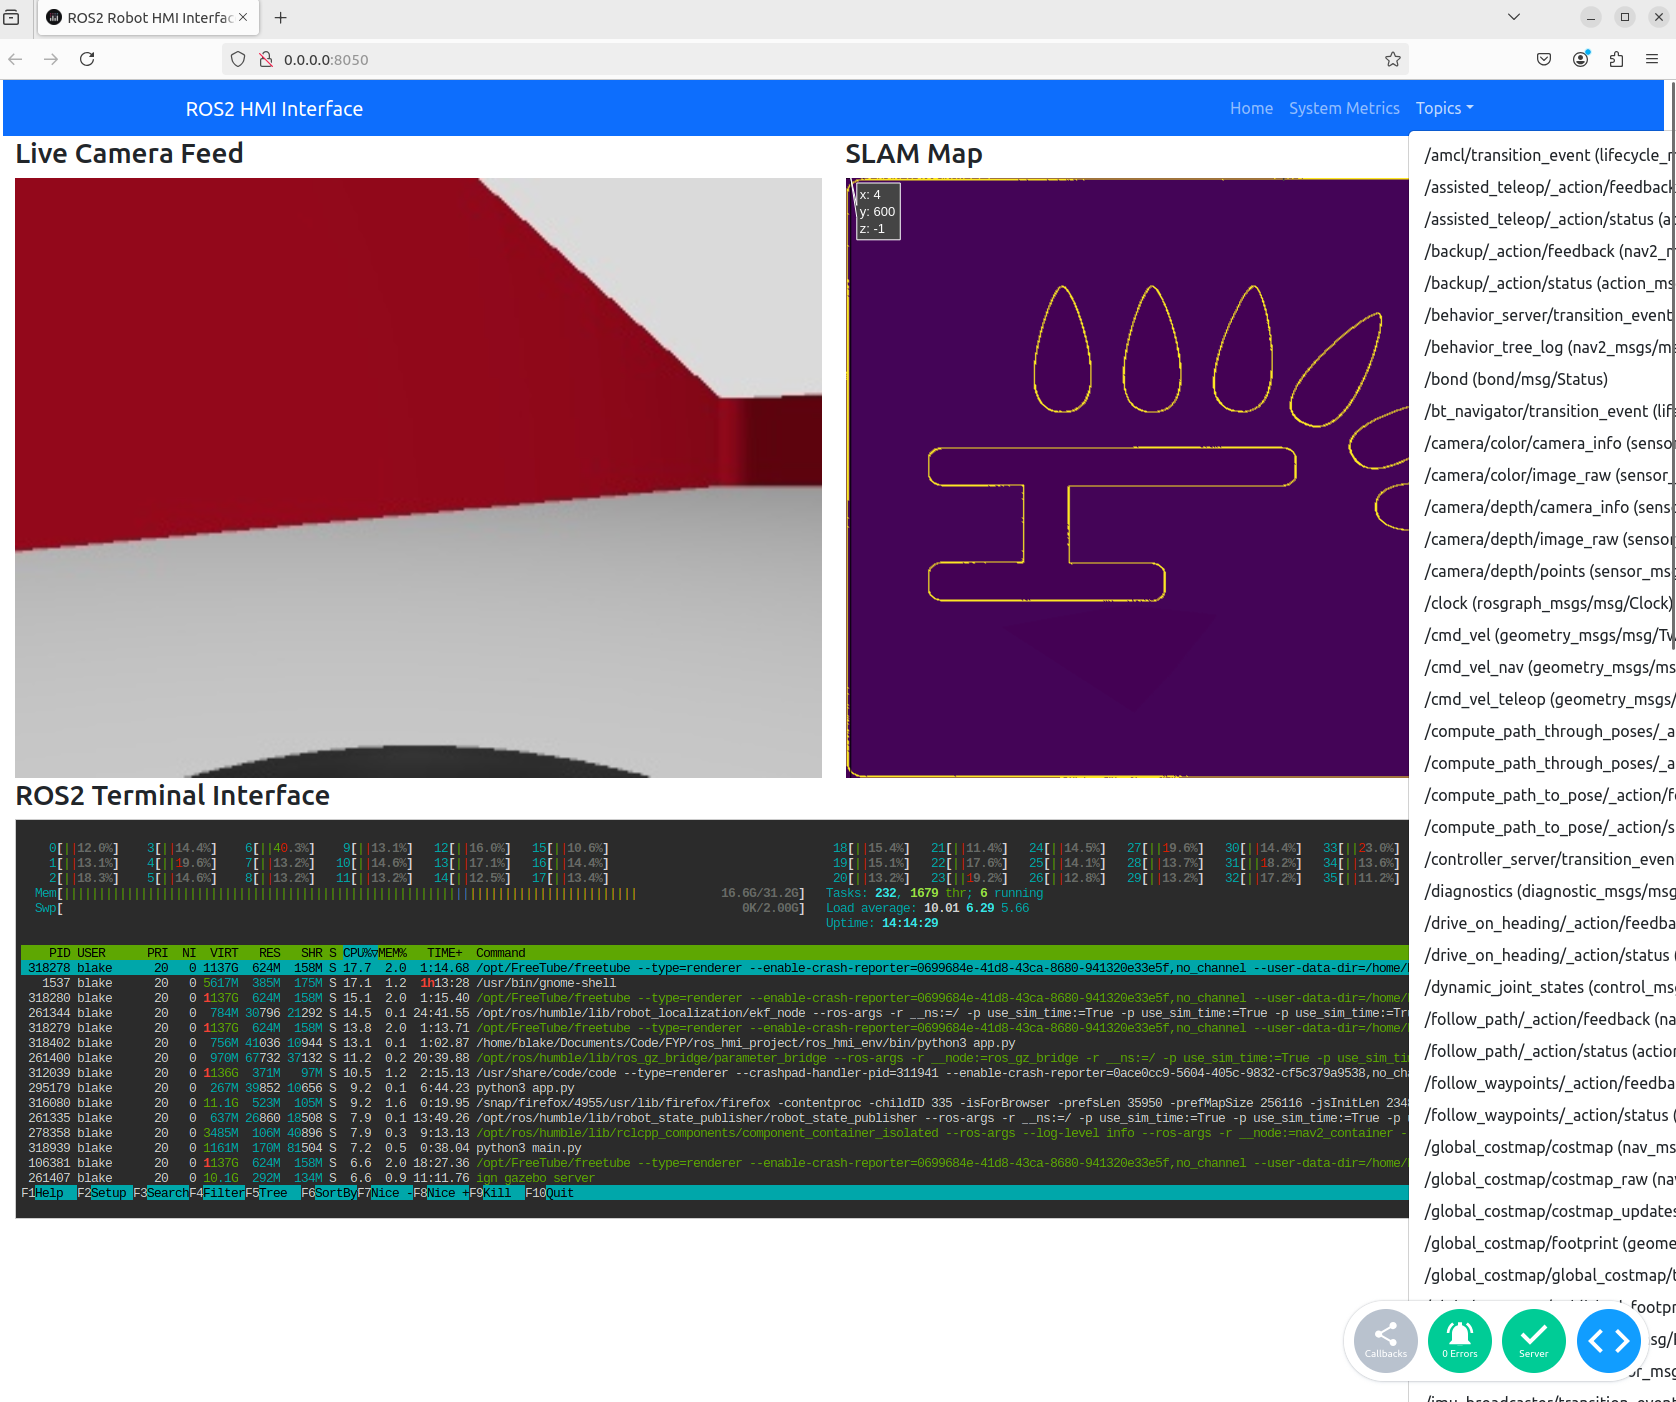 ROS2 Robot HMI Interfac
0.0.0.0:8050
ROS2 HMI Interface
Home System Metrics Topics
Live Camera Feed
SLAM Map
x: 4
y: 600
z: -1
/amcl/transition_event (lifecycle_m
/assisted_teleop/_action/feedback
/assisted_teleop/_action/status (ac
/backup/_action/feedback (nav2_m
/backup/_action/status (action_ms
/behavior_server/transition_event
/behavior_tree_log (nav2_msgs/ms
/bond (bond/msg/Status)
/bt_navigator/transition_event (life
/camera/color/camera_info (senso
/camera/color/image_raw (sensor_
/camera/depth/camera_info (senso
/camera/depth/image_raw (sensor
/camera/depth/points (sensor_msg
/clock (rosgraph_msgs/msg/Clock)
/cmd_vel (geometry_msgs/msg/Tw
/cmd_vel_nav (geometry_msgs/ms
/cmd_vel_teleop (geometry_msgs/
/compute_path_through_poses/_a
/compute_path_through_poses/_a
/compute_path_to_pose/_action/fe
/compute_path_to_pose/_action/s
/controller_server/transition_event
/diagnostics (diagnostic_msgs/msg
/drive_on_heading/_action/feedba
/drive_on_heading/_action/status (
/dynamic_joint_states (control_msg
/follow_path/_action/feedback (na
/follow_path/_action/status (action
/follow_waypoints/_action/feedba
/follow_waypoints/_action/status (
/global_costmap/costmap (nav_ms
/global_costmap/costmap_raw (nav
/global_costmap/costmap_updates
/global_costmap/footprint (geome
/global_costmap/global_costmap/t
footpr
sg/
or_msg
ROS2 Terminal Interface
0[||12.0%] 3[||14.4%] 6[||40.3%] 9[||13.1%] 12[||16.0%] 15[||10.6%] 18[||15.4%] 21[||11.4%] 24[||14.5%] 27[||19.6%] 30[||14.4%] 33[||23.0%]
1[||13.1%] 4[||19.6%] 7[||13.2%] 10[||14.6%] 13[||17.1%] 16[||14.4%] 19[||15.1%] 22[||17.6%] 25[||14.1%] 28[||13.7%] 31[||18.2%] 34[||13.6%]
2[||18.3%] 5[||14.6%] 8[||13.2%] 11[||13.2%] 14[||12.5%] 17[||13.4%] 20[||13.2%] 23[||19.2%] 26[||12.8%] 29[||13.2%] 32[||17.2%] 35[||11.2%]
Mem[ 16.6G/31.2G] Tasks: 232, 1679 thr; 6 running
Swp[ 0K/2.00G] Load average: 10.01 6.29 5.66
Uptime: 14:14:29
PID USER PRI NI VIRT RES SHR S CPU%▽MEM% TIME+ Command
318278 blake 20 0 1137G 624M 158M S 17.7 2.0 1:14.68 /opt/FreeTube/freetube --type=renderer --enable-crash-reporter=0699684e-41d8-43ca-8680-941320e33e5f,no_channel --user-data-dir=/home/
1537 blake 20 0 5617M 385M 175M S 17.1 1.2 1h13:28 /usr/bin/gnome-shell
318280 blake 20 0 1137G 624M 158M S 15.1 2.0 1:15.40 /opt/FreeTube/freetube --type=renderer --enable-crash-reporter=0699684e-41d8-43ca-8680-941320e33e5f,no_channel --user-data-dir=/home/
261344 blake 20 0 784M 30796 21292 S 14.5 0.1 24:41.55 /opt/ros/humble/lib/robot_localization/ekf_node --ros-args -r __ns:=/ -p use_sim_time:=True -p use_sim_time:=True -p use_sim_time:=Tru
318279 blake 20 0 1137G 624M 158M S 13.8 2.0 1:13.71 /opt/FreeTube/freetube --type=renderer --enable-crash-reporter=0699684e-41d8-43ca-8680-941320e33e5f,no_channel --user-data-dir=/home/
318402 blake 20 0 756M 41036 10944 S 13.1 0.1 1:02.87 /home/blake/Documents/Code/FYP/ros_hmi_project/ros_hmi_env/bin/python3 app.py
261400 blake 20 0 970M 67732 37132 S 11.2 0.2 20:39.88 /opt/ros/humble/lib/ros_gz_bridge/parameter_bridge --ros-args -r __node:=ros_gz_bridge -r __ns:=/ -p use_sim_time:=True -p use_sim_tim
312039 blake 20 0 1136G 371M 97M S 10.5 1.2 2:15.13 /usr/share/code/code --type=renderer --crashpad-handler-pid=311941 --enable-crash-reporter=0ace0cc9-5604-405c-9832-cf5c379a9538,no_cha
295179 blake 20 0 267M 39852 10656 S 9.2 0.1 6:44.23 python3 app.py
316080 blake 20 0 11.1G 523M 105M S 9.2 1.6 0:19.95 /snap/firefox/4955/usr/lib/firefox/firefox -contentproc -childID 335 -isForBrowser -prefsLen 35950 -prefMapSize 256116 -jsInitLen 2348
261335 blake 20 0 637M 26860 18508 S 7.9 0.1 13:49.26 /opt/ros/humble/lib/robot_state_publisher/robot_state_publisher --ros-args -r __ns:=/ -p use_sim_time:=True -p use_sim_time:=True -p u
278358 blake 20 0 3485M 106M 40896 S 7.9 0.3 9:13.13 /opt/ros/humble/lib/rclcpp_components/component_container_isolated --ros-args --log-level info --ros-args -r __node:=nav2_container -
318939 blake 20 0 1161M 170M 81504 S 7.2 0.5 0:38.04 python3 main.py
106381 blake 20 0 1137G 624M 158M S 6.6 2.0 18:27.36 /opt/FreeTube/freetube --type=renderer --enable-crash-reporter=0699684e-41d8-43ca-8680-941320e33e5f,no_channel --user-data-dir=/home/
261407 blake 20 0 10.1G 292M 134M S 6.6 0.9 11:11.76 ign gazebo server
F1Help F2Setup F3SearchF4FilterF5Tree F6SortByF7Nice -F8Nice +F9Kill F10Quit
Callbacks
0 Errors
Server